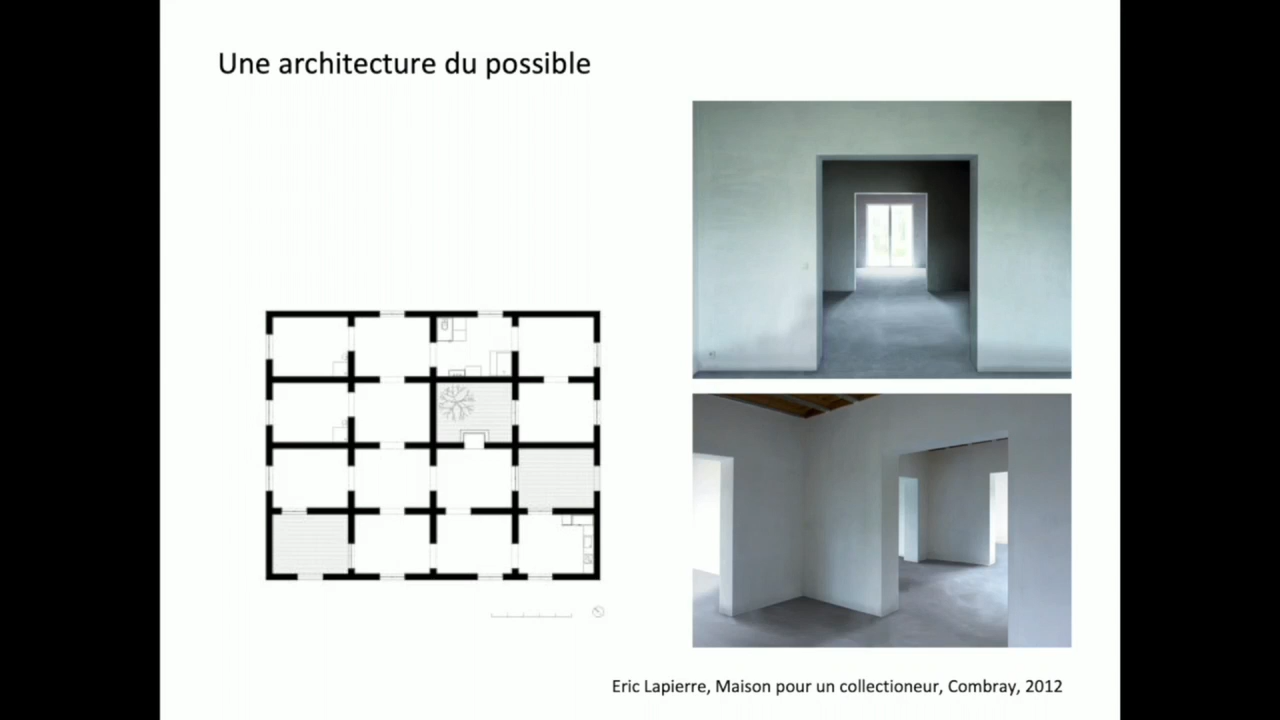 Une architecture du possible
Eric Lapierre, Maison pour un collectioneur, Combray, 2012